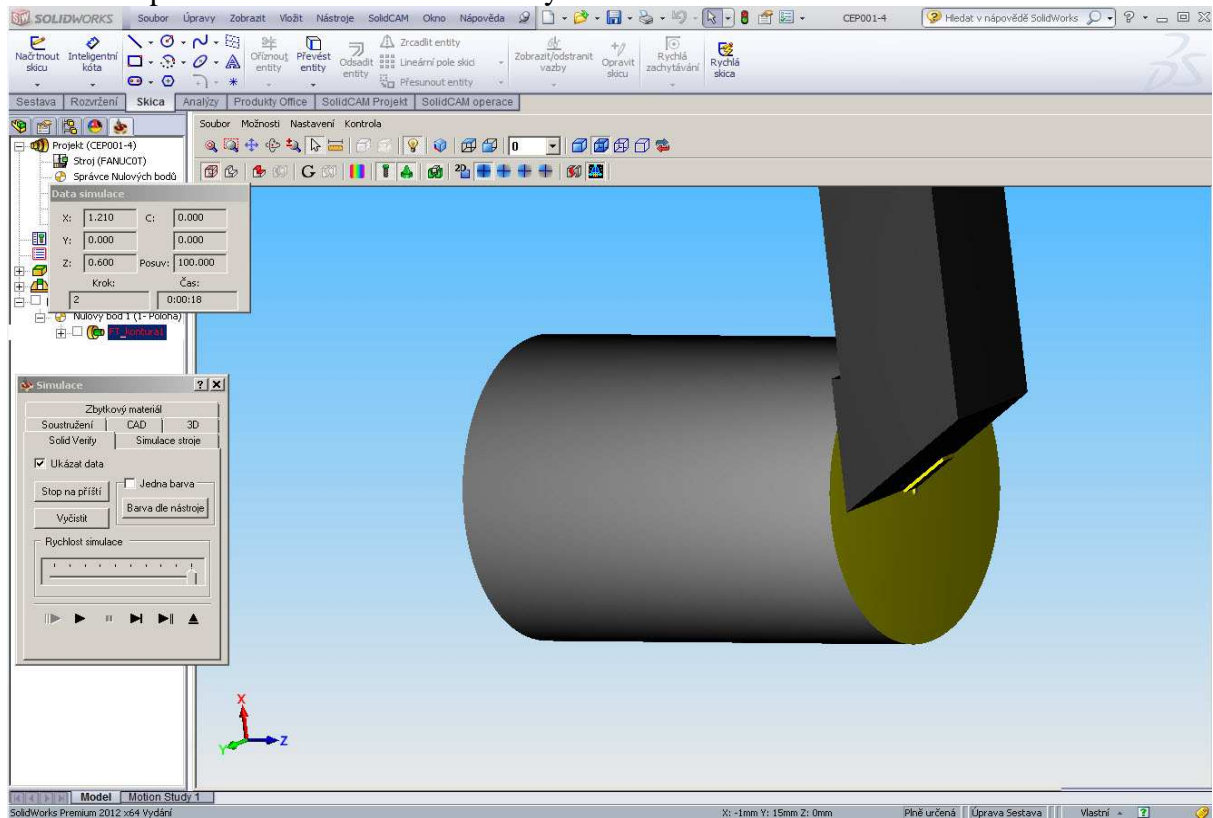 SOLIDWORKS Soubor Úpravy Zobrazit Vložit Nástroje SolidCAM Okno Nápověda CEP001-4 Hledat v nápovědě SolidWorks
Načrtnout skicu
Inteligentní kóta
Oříznout entity
Převést entity
Odsadit entity
Zrcadlit entity
Lineární pole skici
Přesunout entity
Zobrazit/odstranit vazby
Opravit skicu
Rychlá zachytávání
Rychlá skica
Sestava Rozvržení Skica Analýzy Produkty Office SolidCAM Projekt SolidCAM operace
Soubor Možnosti Nastavení Kontrola
0
Projekt (CEP001-4)
Stroj (FANUCOT)
Správce Nulových bodů
Data simulace
X: 1.210 C: 0.000
Y: 0.000 0.000
Z: 0.600 Posuv: 100.000
Krok: Čas:
2 0:00:18
Nulový bod 1 (1- Poloha)
FT_kontura1
Simulace
Zbytkový materiál
Soustružení CAD 3D
Solid Verify Simulace stroje
Ukázat data
Stop na příští
Jedna barva
Vyčistit
Barva dle nástroje
Rychlost simulace
X
Y
Z
Model Motion Study 1
SolidWorks Premium 2012 x64 Vydání X: -1mm Y: 15mm Z: 0mm Plně určená Úprava Sestava Vlastní